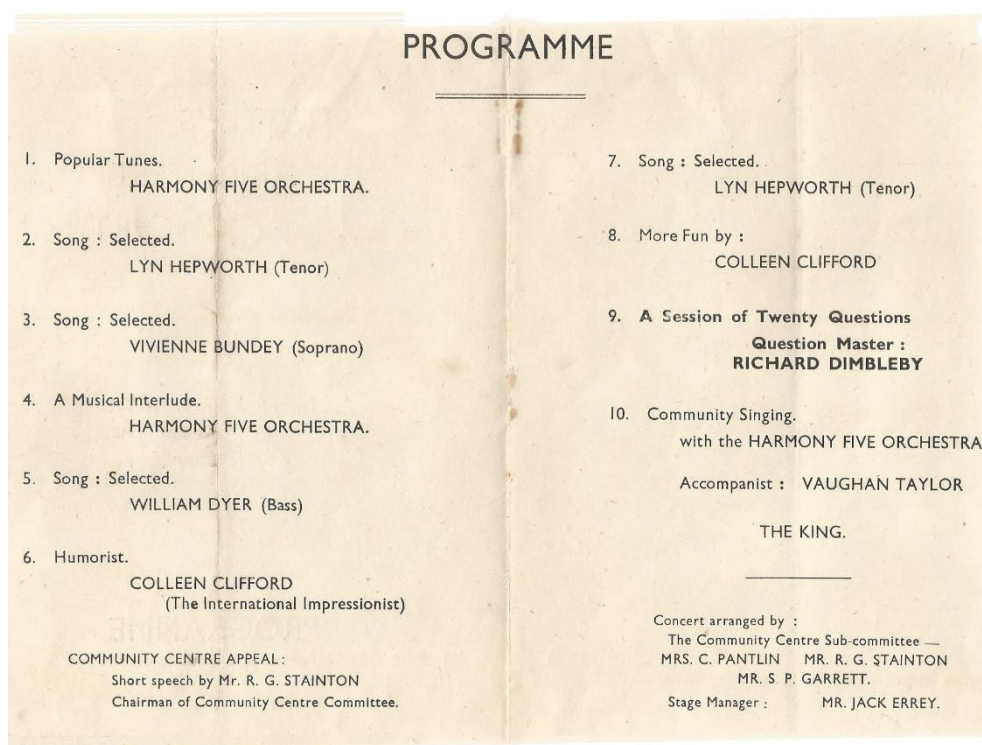 PROGRAMME
1. Popular Tunes.
HARMONY FIVE ORCHESTRA.
2. Song : Selected.
LYN HEPWORTH (Tenor)
3. Song : Selected.
VIVIENNE BUNDEY (Soprano)
4. A Musical Interlude.
HARMONY FIVE ORCHESTRA.
5. Song : Selected.
WILLIAM DYER (Bass)
6. Humorist.
COLLEEN CLIFFORD
(The International Impressionist)
COMMUNITY CENTRE APPEAL :
Short speech by Mr. R. G. STAINTON
Chairman of Community Centre Committee.
7. Song : Selected.
LYN HEPWORTH (Tenor)
8. More Fun by :
COLLEEN CLIFFORD
9. A Session of Twenty Questions
Question Master :
RICHARD DIMBLEBY
10. Community Singing.
with the HARMONY FIVE ORCHESTRA
Accompanist : VAUGHAN TAYLOR
THE KING.
Concert arranged by :
The Community Centre Sub-committee —
MRS. C. PANTLIN MR. R. G. STAINTON
MR. S. P. GARRETT.
Stage Manager : MR. JACK ERREY.